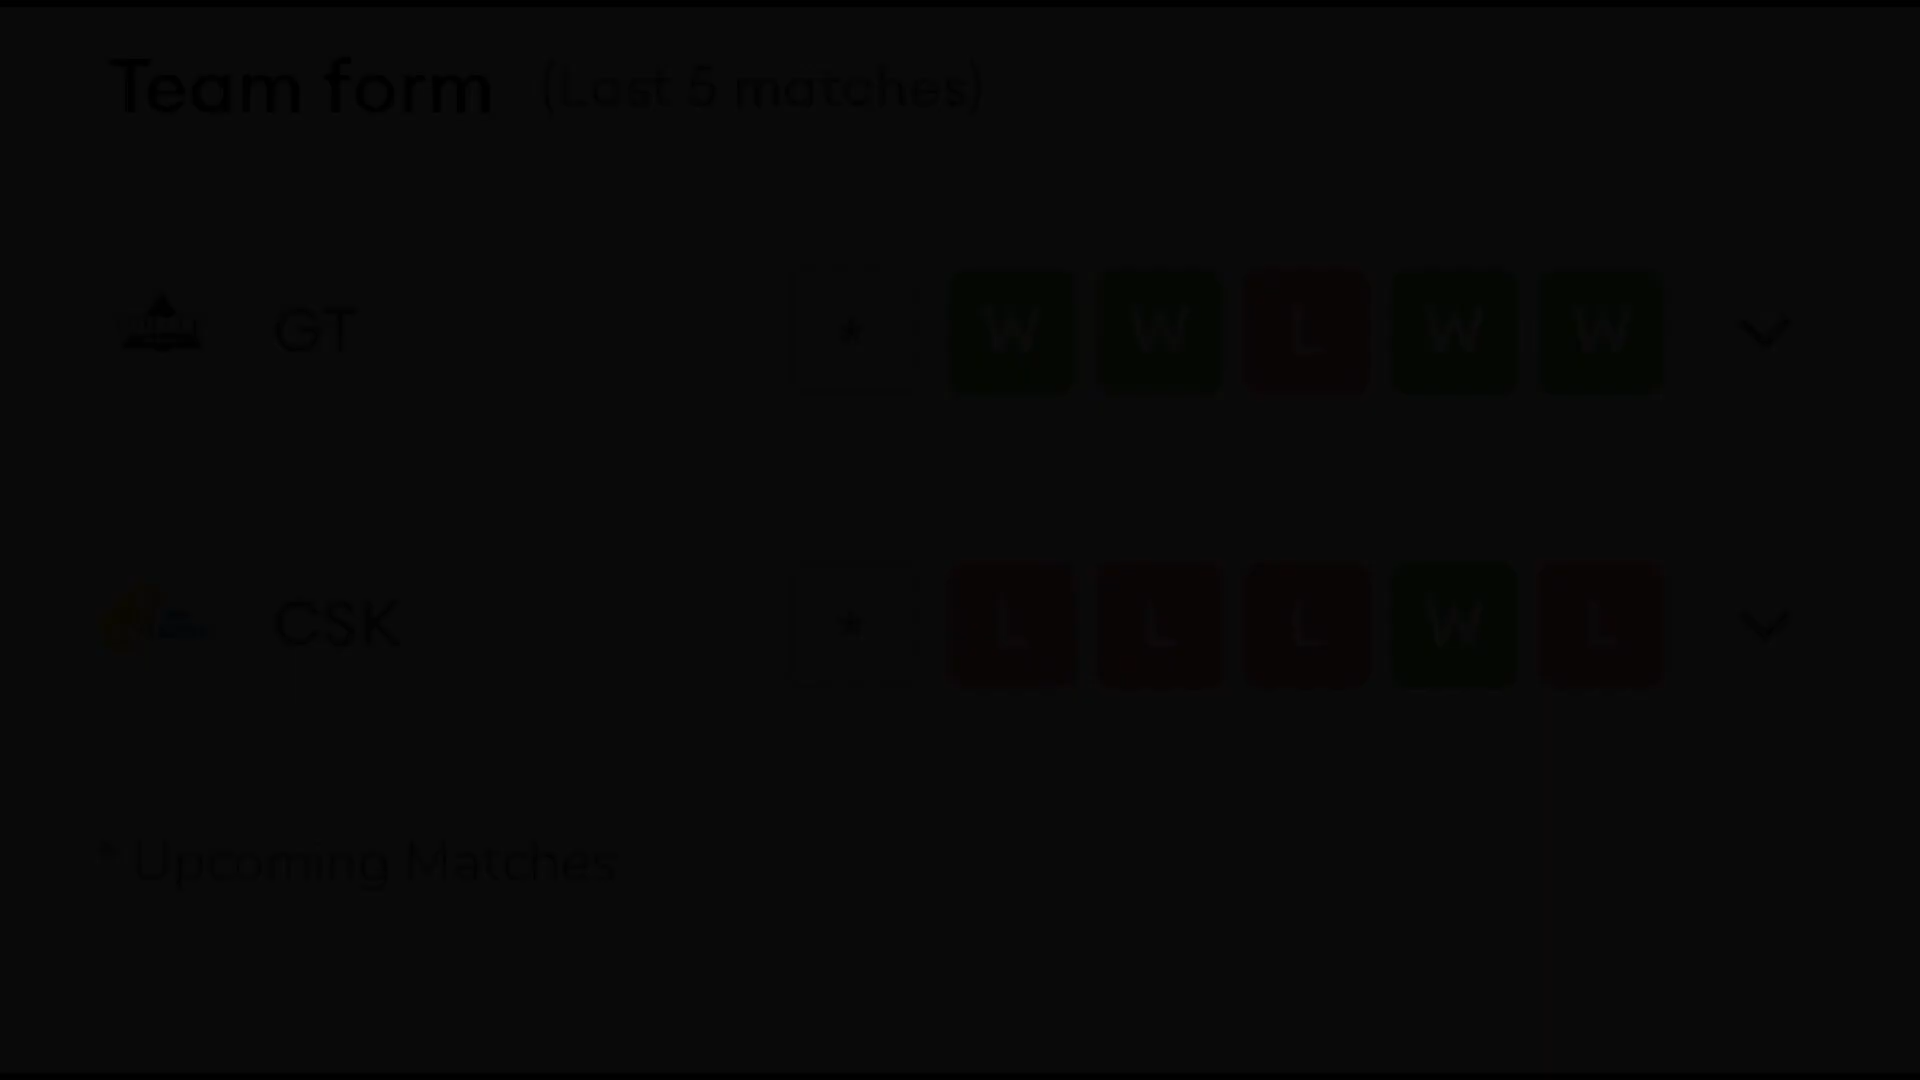 Team form (Last 5 matches)
GT * W W L W W
CSK * L L L W L
* Upcoming Matches